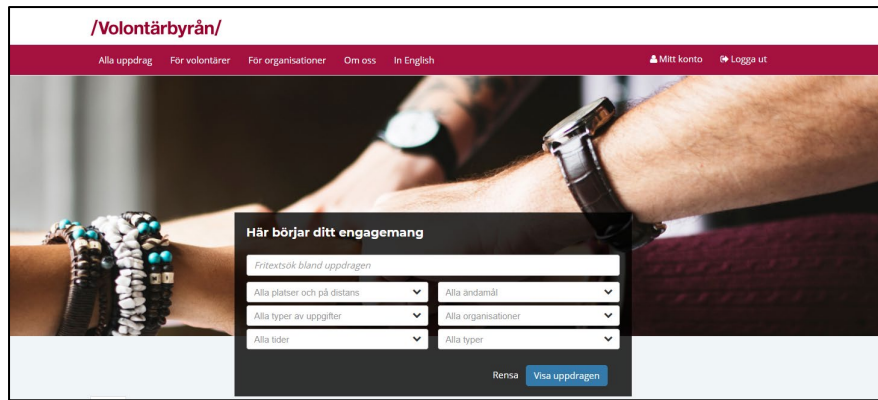 /Volontärbyrån/
Alla uppdrag För volontärer För organisationer Om oss In English Mitt konto Logga ut
Här börjar ditt engagemang
Fritextsök bland uppdragen
Alla platser och på distans Alla ändamål
Alla typer av uppgifter Alla organisationer
Alla tider Alla typer
Rensa Visa uppdragen